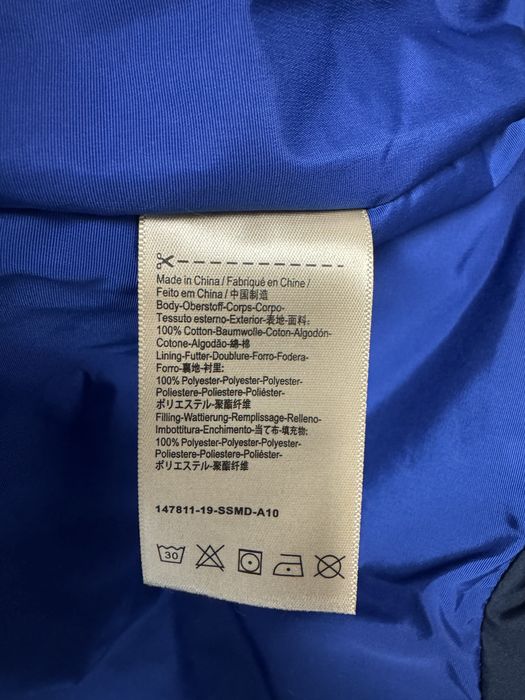 Made in China / Fabriqué en Chine /
Feito em China / 中国制造
Body-Oberstoff-Corps-Corpo-
Tessuto esterno-Exterior-表地-面料:
100% Cotton-Baumwolle-Coton-Algodón-
Cotone-Algodão-綿-棉
Lining-Futter-Doublure-Forro-Fodera-
Forro-裏地-衬里:
100% Polyester-Polyester-Polyester-
Poliestere-Poliestere-Poliéster-
ポリエステル-聚酯纤维
Filling-Wattierung-Remplissage-Relleno-
Imbottitura-Enchimento-当て布-填充物:
100% Polyester-Polyester-Polyester-
Poliestere-Poliestere-Poliéster-
ポリエステル-聚酯纤维
147811-19-SSMD-A10
30